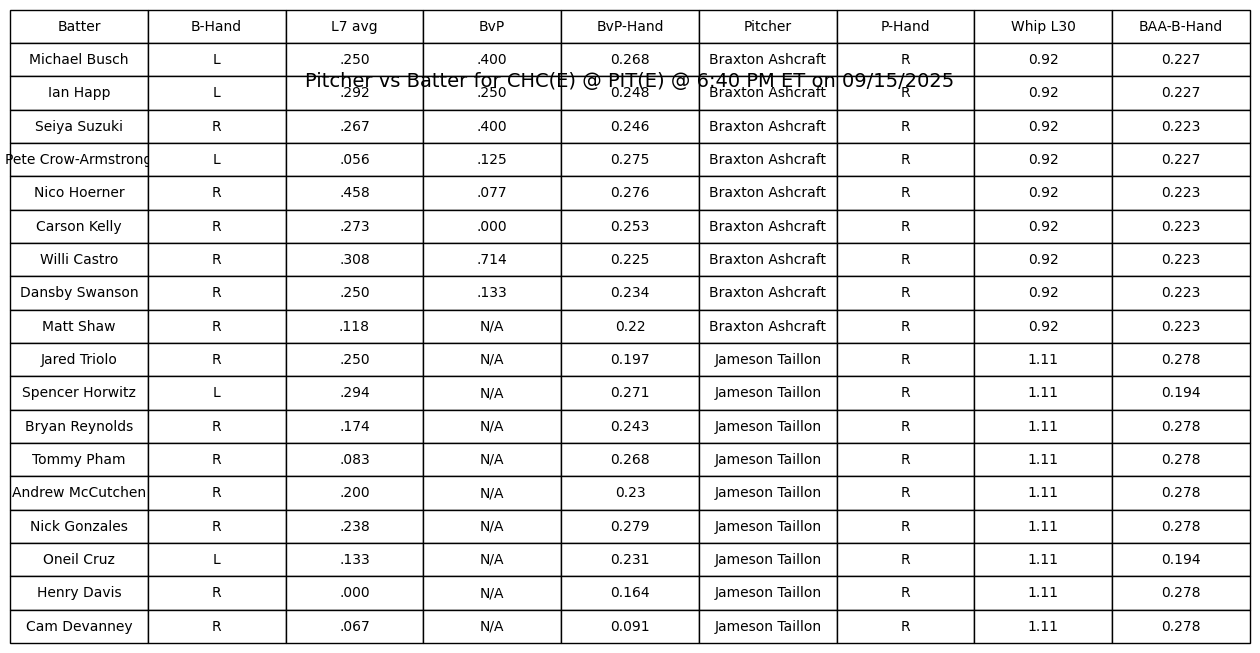 Batter B-Hand L7 avg BvP BvP-Hand Pitcher P-Hand Whip L30 BAA-B-Hand
Michael Busch L .250 .400 0.268 Braxton Ashcraft R 0.92 0.227
Pitcher vs Batter for CHC(E) @ PIT(E) @ 6:40 PM ET on 09/15/2025
Ian Happ L .292 .250 0.248 Braxton Ashcraft R 0.92 0.227
Seiya Suzuki R .267 .400 0.246 Braxton Ashcraft R 0.92 0.223
Pete Crow-Armstrong L .056 .125 0.275 Braxton Ashcraft R 0.92 0.227
Nico Hoerner R .458 .077 0.276 Braxton Ashcraft R 0.92 0.223
Carson Kelly R .273 .000 0.253 Braxton Ashcraft R 0.92 0.223
Willi Castro R .308 .714 0.225 Braxton Ashcraft R 0.92 0.223
Dansby Swanson R .250 .133 0.234 Braxton Ashcraft R 0.92 0.223
Matt Shaw R .118 N/A 0.22 Braxton Ashcraft R 0.92 0.223
Jared Triolo R .250 N/A 0.197 Jameson Taillon R 1.11 0.278
Spencer Horwitz L .294 N/A 0.271 Jameson Taillon R 1.11 0.194
Bryan Reynolds R .174 N/A 0.243 Jameson Taillon R 1.11 0.278
Tommy Pham R .083 N/A 0.268 Jameson Taillon R 1.11 0.278
Andrew McCutchen R .200 N/A 0.23 Jameson Taillon R 1.11 0.278
Nick Gonzales R .238 N/A 0.279 Jameson Taillon R 1.11 0.278
Oneil Cruz L .133 N/A 0.231 Jameson Taillon R 1.11 0.194
Henry Davis R .000 N/A 0.164 Jameson Taillon R 1.11 0.278
Cam Devanney R .067 N/A 0.091 Jameson Taillon R 1.11 0.278